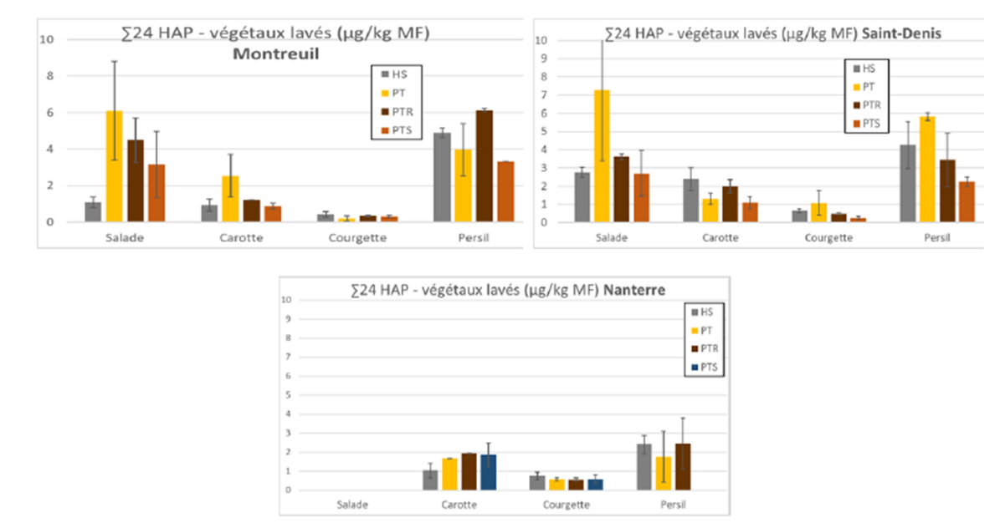 ∑24 HAP - végétaux lavés (µg/kg MF)
Montreuil
10
8
6
4
2
0
HS
PT
PTR
PTS
Salade Carotte Courgette Persil
∑24 HAP - végétaux lavés (µg/kg MF) Saint-Denis
10
9
8
7
6
5
4
3
2
1
0
HS
PT
PTR
PTS
Salade Carotte Courgette Persil
∑24 HAP - végétaux lavés (µg/kg MF) Nanterre
10
9
8
7
6
5
4
3
2
1
0
HS
PT
PTR
PTS
Salade Carotte Courgette Persil